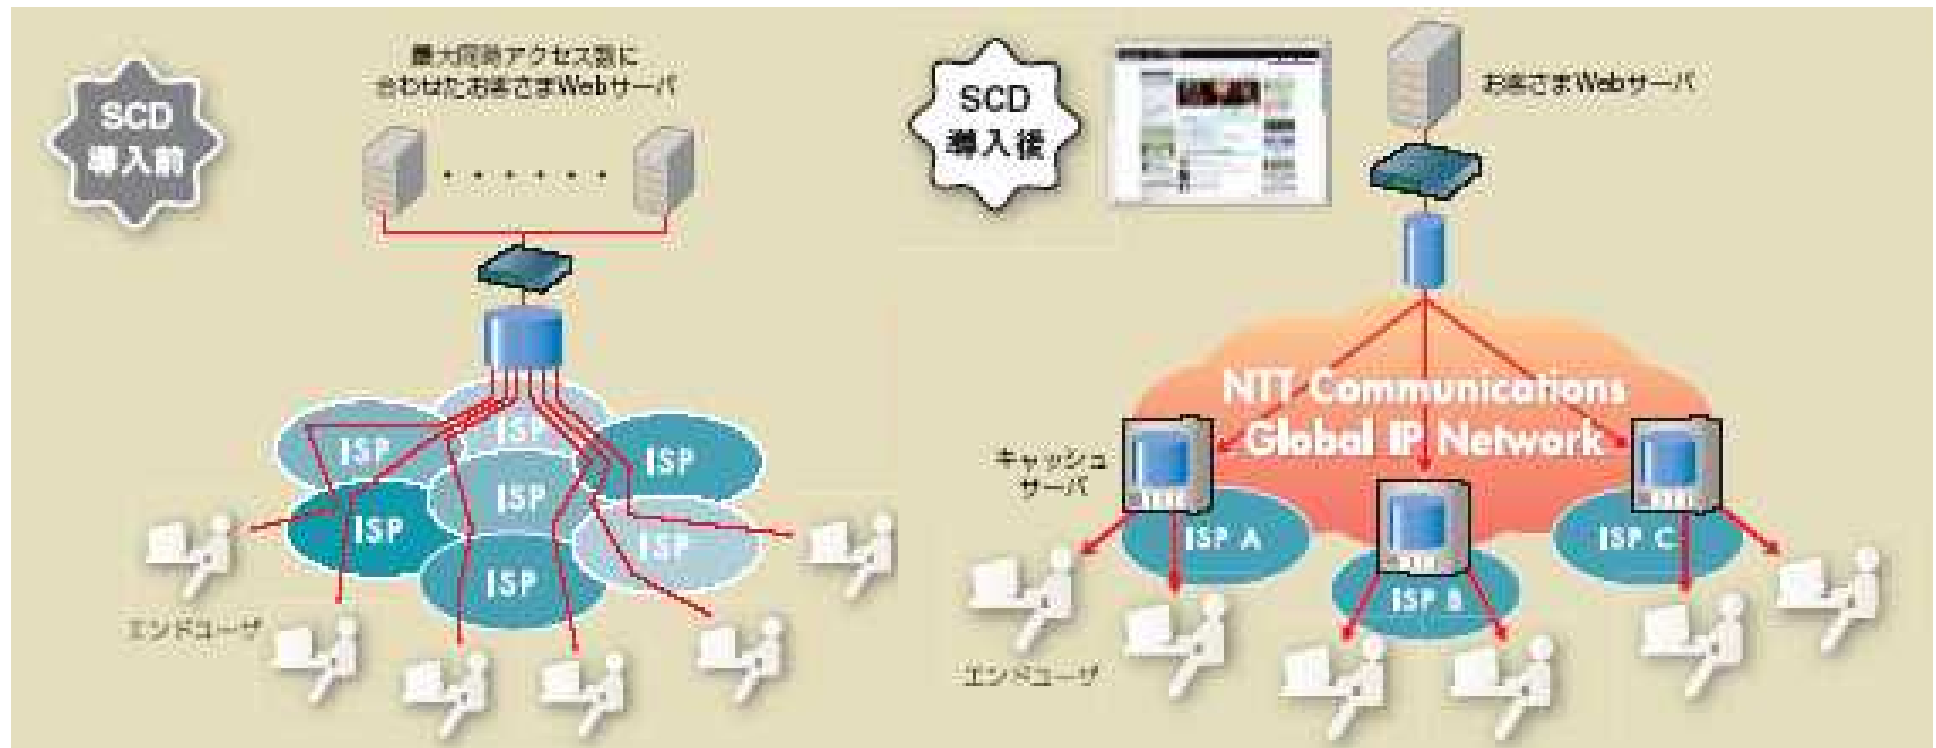 SCD
導入前
最大同時アクセス数に
合わせたお客さまWebサーバ
ISP
ISP
ISP
ISP
ISP
ISP
ISP
エンドユーザ
SCD
導入後
お客さまWebサーバ
NTT Communications
Global IP Network
キャッシュ
サーバ
ISP A
ISP B
ISP C
エンドユーザ